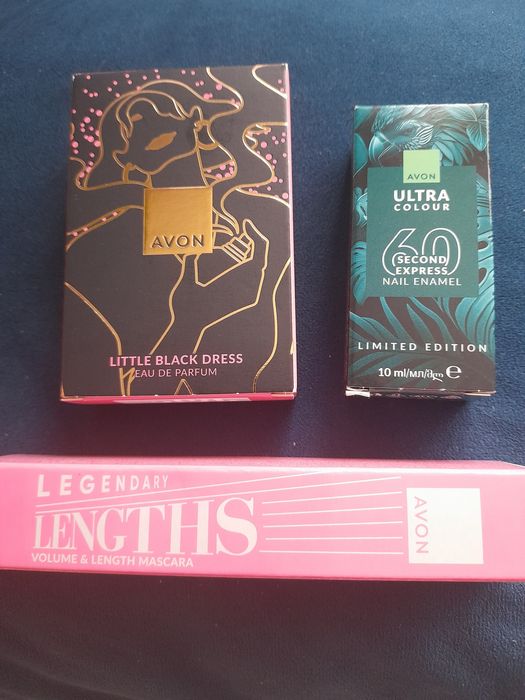 AVON
LITTLE BLACK DRESS
EAU DE PARFUM
AVON
ULTRA
COLOUR
60
SECOND
EXPRESS
NAIL ENAMEL
LIMITED EDITION
10 ml/мл/მლ ℮
LEGENDARY
LENGTHS
VOLUME & LENGTH MASCARA
AVON